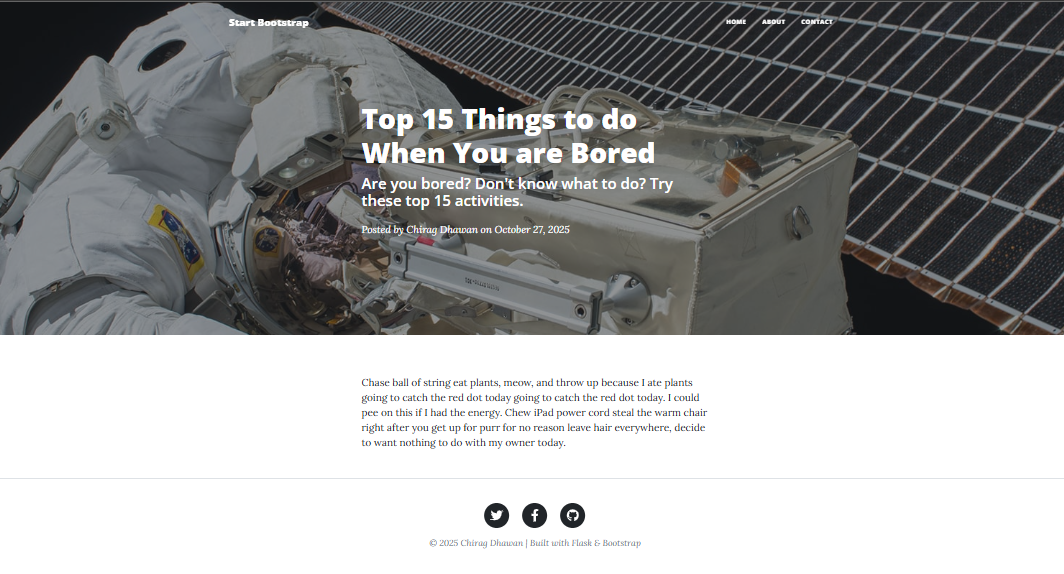 Start Bootstrap
HOME ABOUT CONTACT
Top 15 Things to do
When You are Bored
Are you bored? Don't know what to do? Try
these top 15 activities.
Posted by Chirag Dhawan on October 27, 2025
Chase ball of string eat plants, meow, and throw up because I ate plants
going to catch the red dot today going to catch the red dot today. I could
pee on this if I had the energy. Chew iPad power cord steal the warm chair
right after you get up for purr for no reason leave hair everywhere, decide
to want nothing to do with my owner today.
© 2025 Chirag Dhawan | Built with Flask & Bootstrap